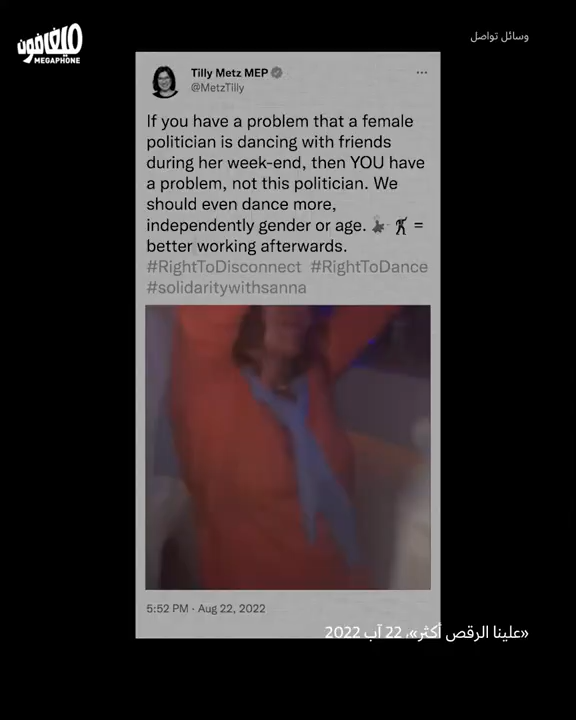 ميغافون
MEGAPHONE
وسائل تواصل
Tilly Metz MEP
@MetzTilly
If you have a problem that a female
politician is dancing with friends
during her week-end, then YOU have
a problem, not this politician. We
should even dance more,
independently gender or age. 💃 🕺 =
better working afterwards.
#RightToDisconnect #RightToDance
#solidaritywithsanna
5:52 PM · Aug 22, 2022
«علينا الرقص أكثر»، 22 آب 2022